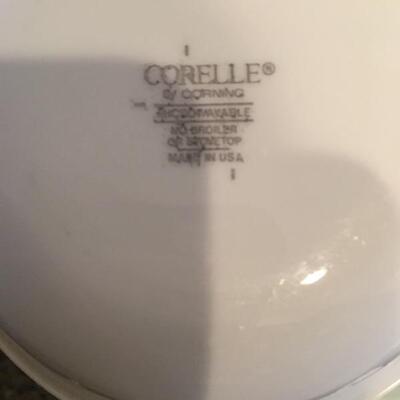 CORELLE®
BY CORNING
MICROWAVABLE
NO BROILER
OR STOVETOP
MADE IN USA